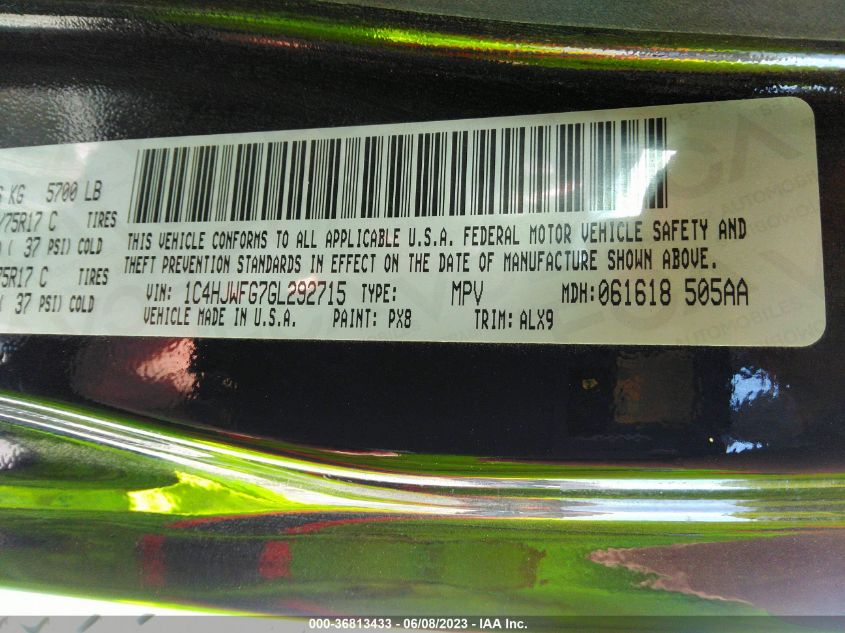 KG 5700 LB
/75R17 C TIRES
( 37 PSI) COLD
75R17 C TIRES
( 37 PSI) COLD
THIS VEHICLE CONFORMS TO ALL APPLICABLE U.S.A. FEDERAL MOTOR VEHICLE SAFETY AND
THEFT PREVENTION STANDARDS IN EFFECT ON THE DATE OF MANUFACTURE SHOWN ABOVE.
VIN: 1C4HJWFG7GL292715 TYPE: MPV MDH:061618 505AA
VEHICLE MADE IN U.S.A. PAINT: PX8 TRIM: ALX9
000-36813433 - 06/08/2023 - IAA Inc.